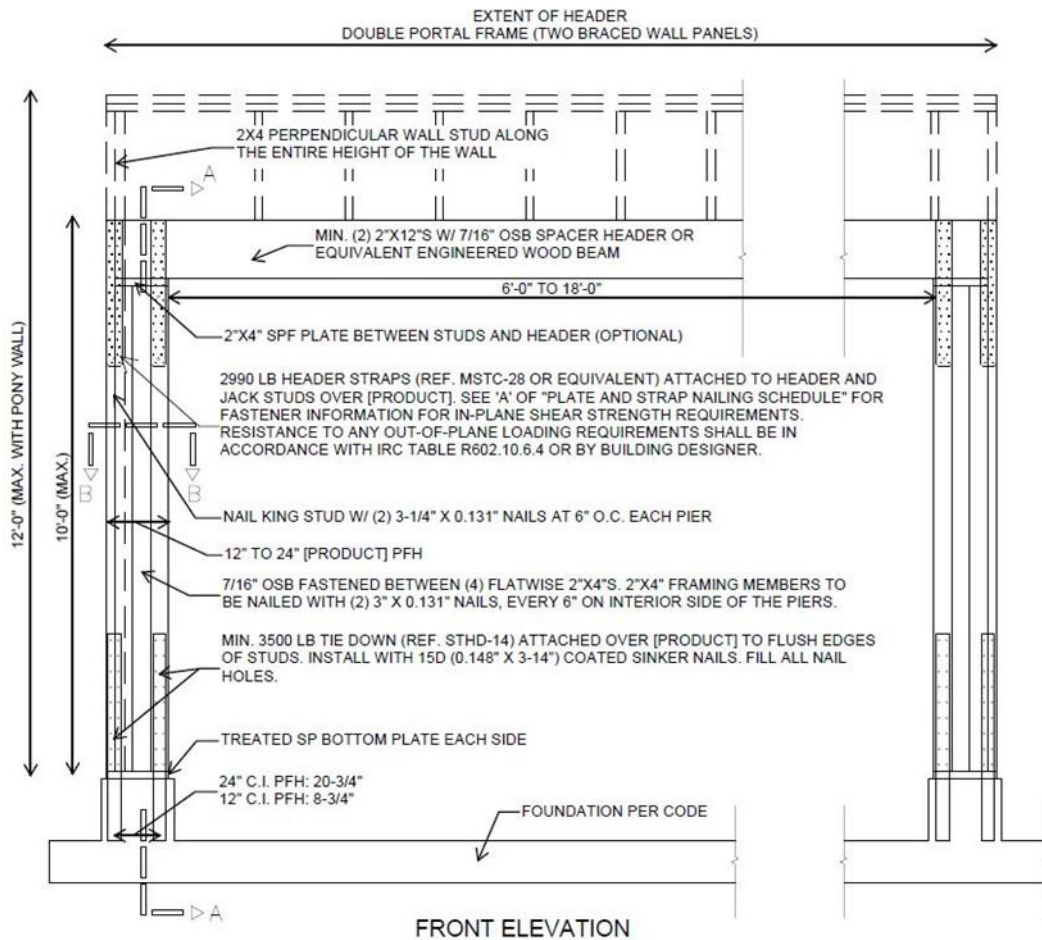 EXTENT OF HEADER
DOUBLE PORTAL FRAME (TWO BRACED WALL PANELS)
2X4 PERPENDICULAR WALL STUD ALONG
THE ENTIRE HEIGHT OF THE WALL
A
MIN. (2) 2"X12"S W/ 7/16" OSB SPACER HEADER OR
EQUIVALENT ENGINEERED WOOD BEAM
6'-0" TO 18'-0"
2"X4" SPF PLATE BETWEEN STUDS AND HEADER (OPTIONAL)
2990 LB HEADER STRAPS (REF. MSTC-28 OR EQUIVALENT) ATTACHED TO HEADER AND
JACK STUDS OVER [PRODUCT]. SEE 'A' OF "PLATE AND STRAP NAILING SCHEDULE" FOR
FASTENER INFORMATION FOR IN-PLANE SHEAR STRENGTH REQUIREMENTS.
RESISTANCE TO ANY OUT-OF-PLANE LOADING REQUIREMENTS SHALL BE IN
ACCORDANCE WITH IRC TABLE R602.10.6.4 OR BY BUILDING DESIGNER.
B
B
12'-0" (MAX. WITH PONY WALL)
10'-0" (MAX.)
NAIL KING STUD W/ (2) 3-1/4" X 0.131" NAILS AT 6" O.C. EACH PIER
12" TO 24" [PRODUCT] PFH
7/16" OSB FASTENED BETWEEN (4) FLATWISE 2"X4"S. 2"X4" FRAMING MEMBERS TO
BE NAILED WITH (2) 3" X 0.131" NAILS, EVERY 6" ON INTERIOR SIDE OF THE PIERS.
MIN. 3500 LB TIE DOWN (REF. STHD-14) ATTACHED OVER [PRODUCT] TO FLUSH EDGES
OF STUDS. INSTALL WITH 15D (0.148" X 3-14") COATED SINKER NAILS. FILL ALL NAIL
HOLES.
TREATED SP BOTTOM PLATE EACH SIDE
24" C.I. PFH: 20-3/4"
12" C.I. PFH: 8-3/4"
FOUNDATION PER CODE
A
FRONT ELEVATION